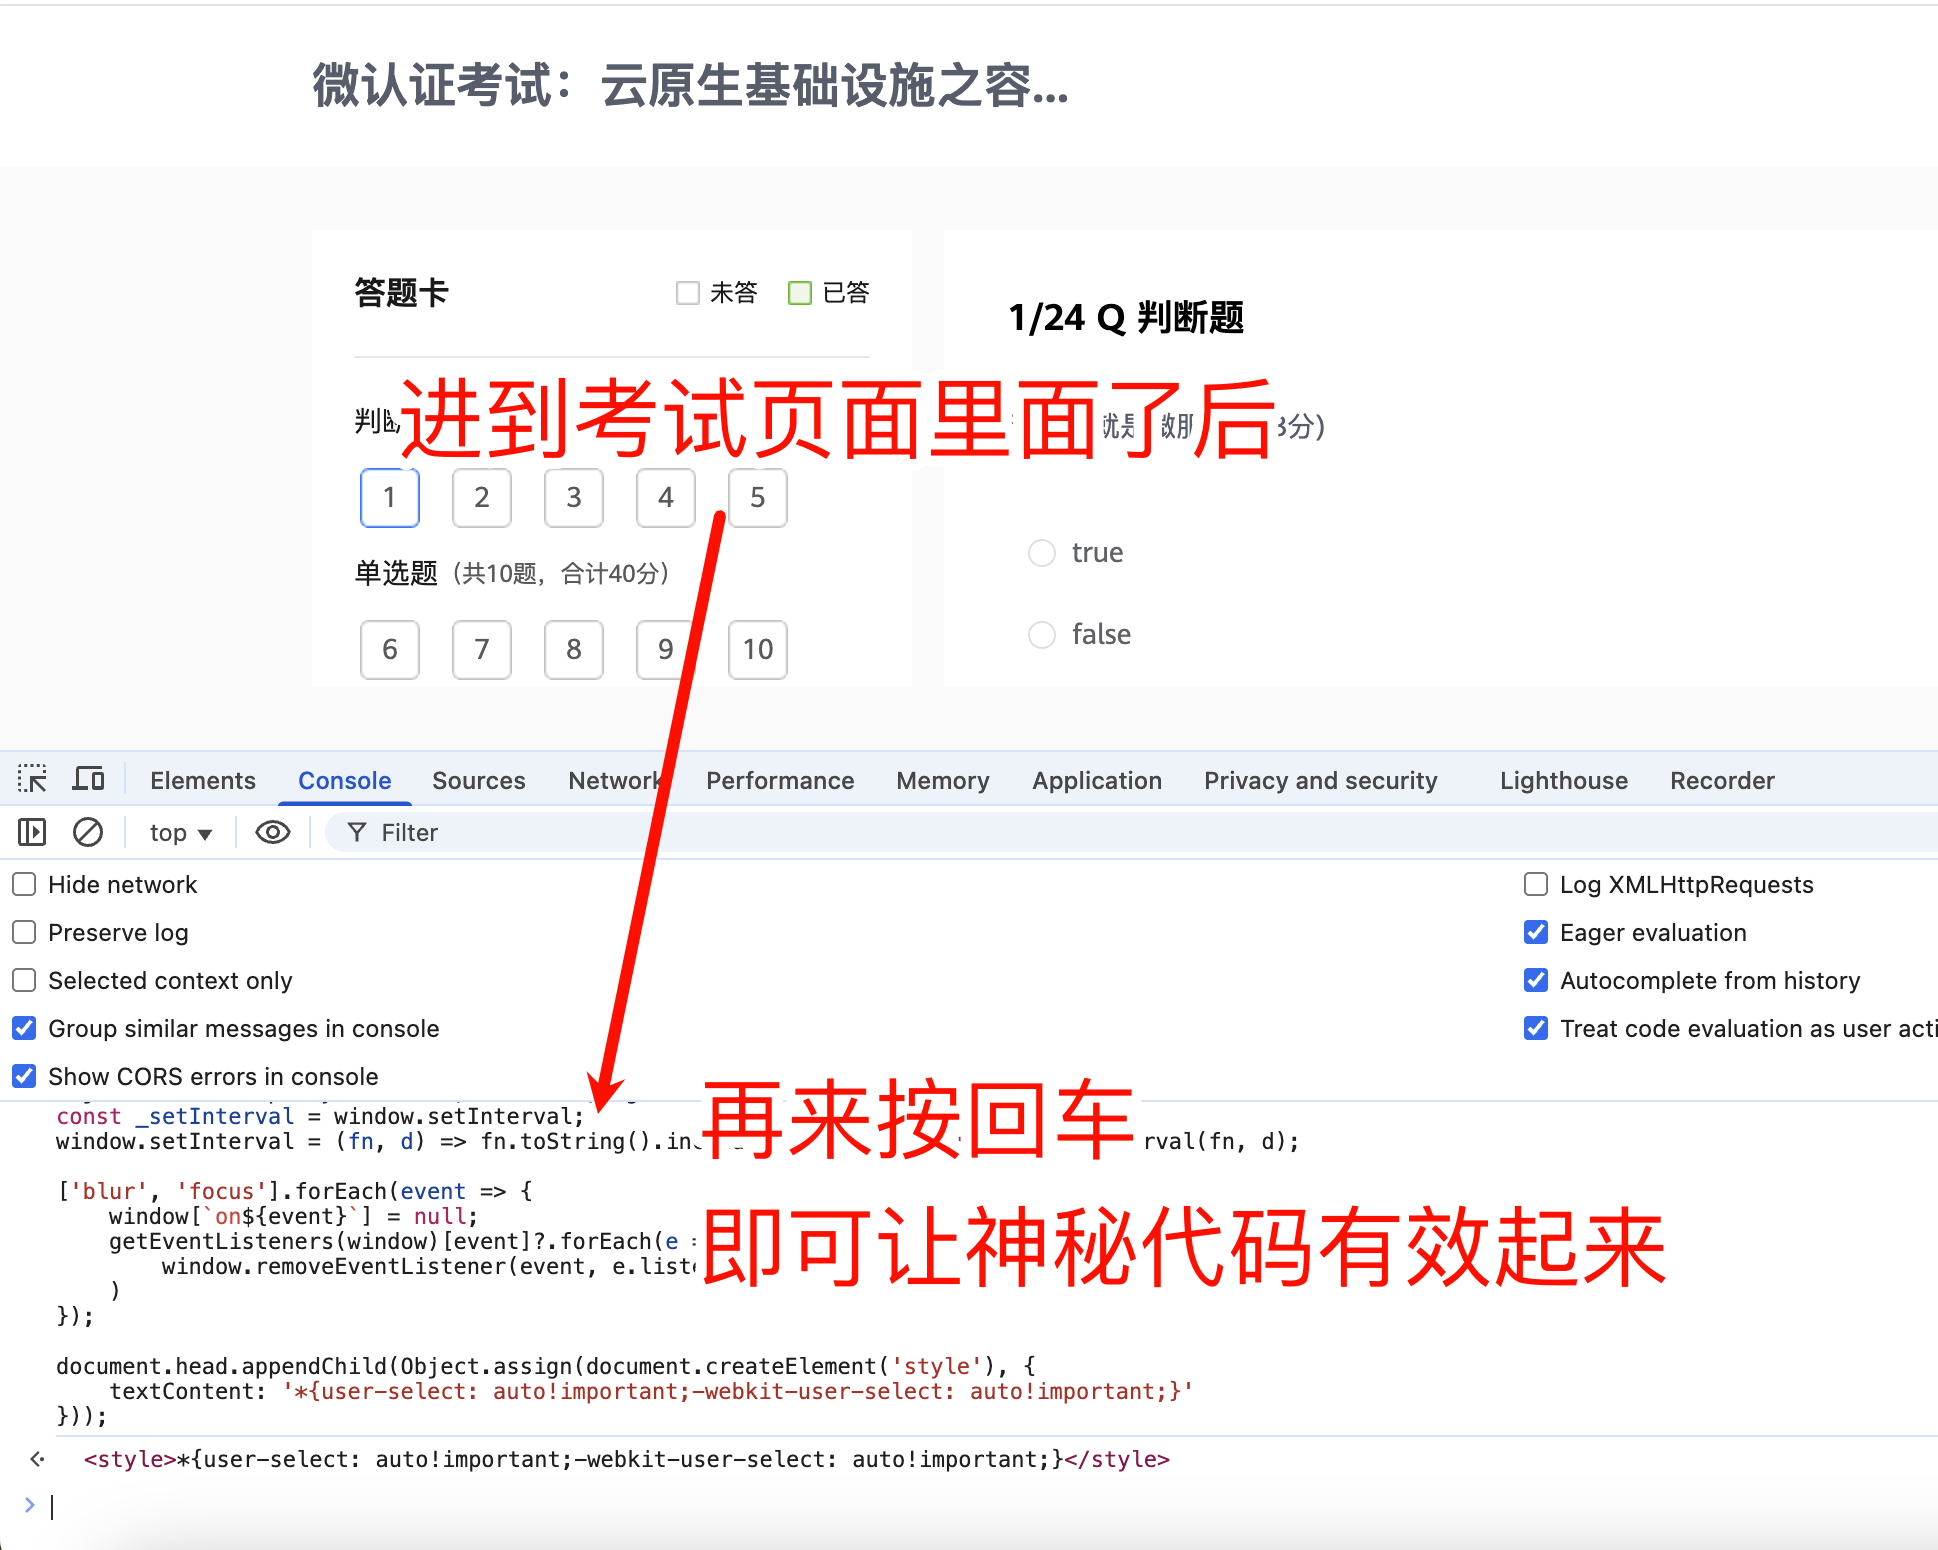 微认证考试：云原生基础设施之容...
答题卡
未答
已答
1/24 Q 判断题
进到考试页面里面了后
判
就是
做服
分)
1
2
3
4
5
单选题（共10题，合计40分）
true
6
7
8
9
10
false
Elements Console Sources Network Performance Memory Application Privacy and security Lighthouse Recorder
top ▼ Filter
Hide network
Log XMLHttpRequests
Preserve log
Eager evaluation
Selected context only
Autocomplete from history
Group similar messages in console
Treat code evaluation as user acti
Show CORS errors in console
再来按回车
即可让神秘代码有效起来
const _setInterval = window.setInterval;
window.setInterval = (fn, d) => fn.toString().in
rval(fn, d);
['blur', 'focus'].forEach(event => {
window[`on${event}`] = null;
getEventListeners(window)[event]?.forEach(e =
window.removeEventListener(event, e.liste
)
});
document.head.appendChild(Object.assign(document.createElement('style'), {
textContent: '*{user-select: auto!important;-webkit-user-select: auto!important;}'
}));
<style>*{user-select: auto!important;-webkit-user-select: auto!important;}</style>